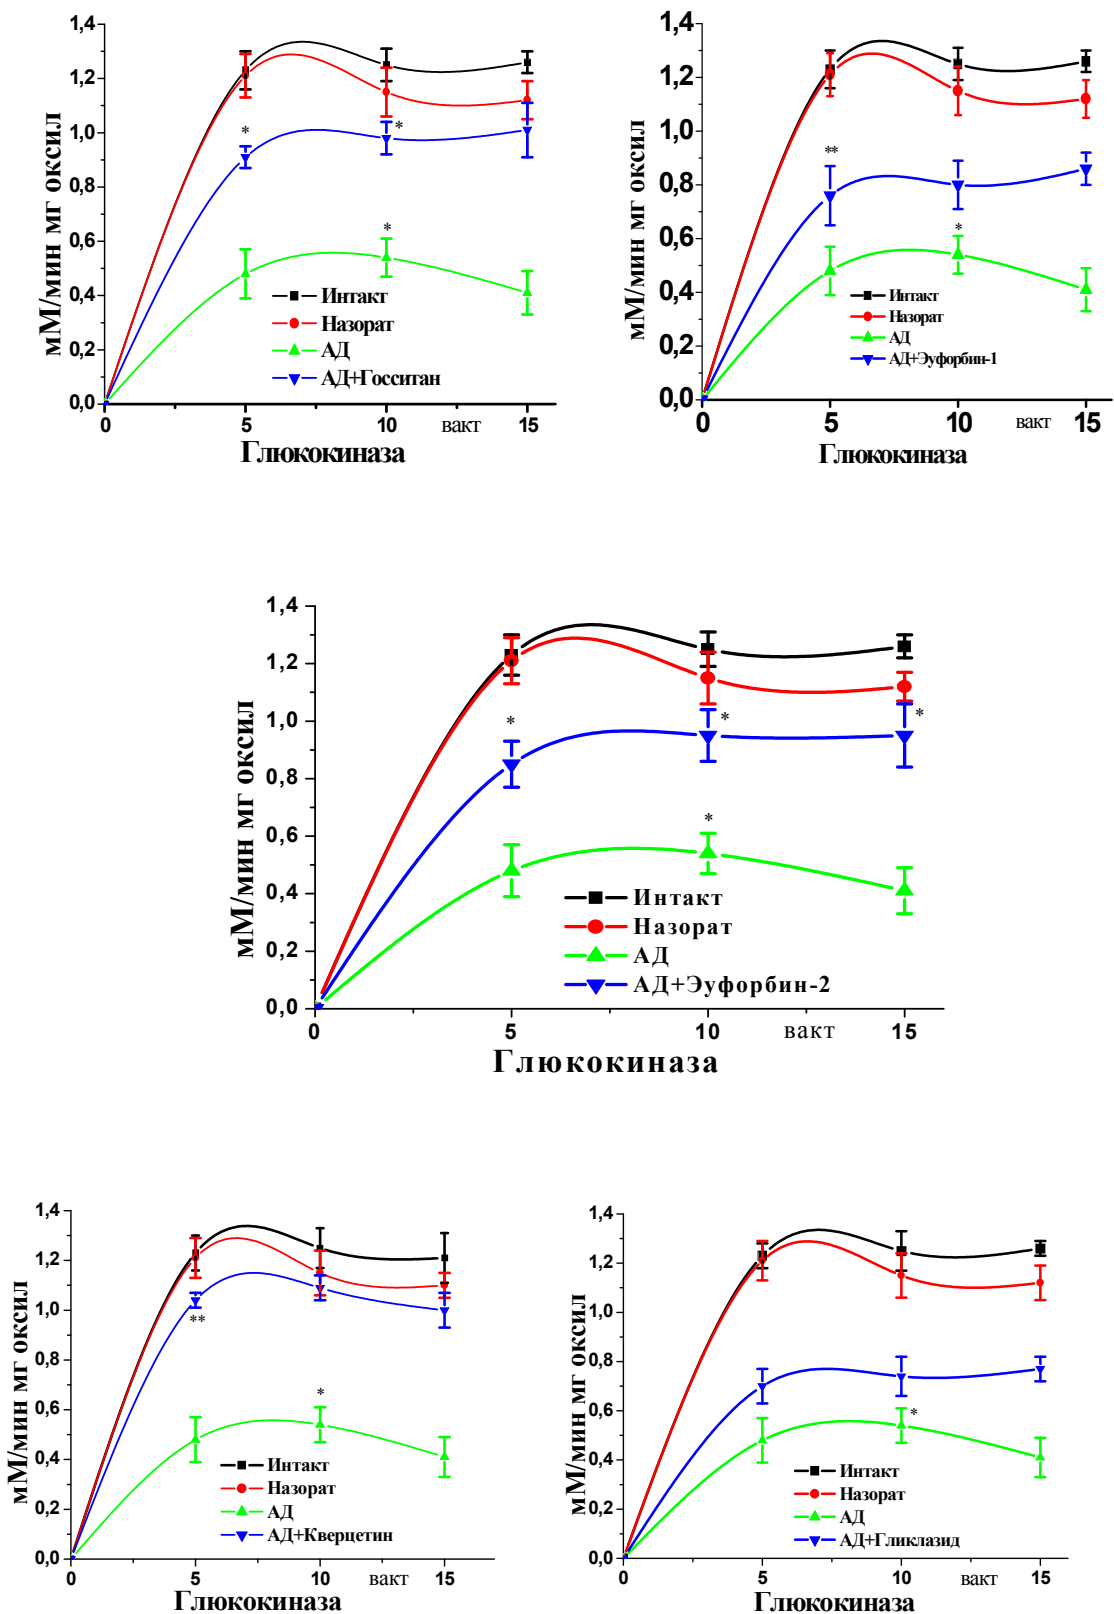 1,4
1,2
1,0
0,8
0,6
0,4
0,2
0,0
мМ/мин мг оксил
*
*
*
Интакт
Назорат
АД
АД+Госситан
0
5
10
вакт
15
Глюкокиназа
1,4
1,2
1,0
0,8
0,6
0,4
0,2
0,0
мМ/мин мг оксил
**
*
Интакт
Назорат
АД
АД+Эуфорбин-1
0
5
10
вакт
15
Глюкокиназа
1,4
1,2
1,0
0,8
0,6
0,4
0,2
0,0
мМ/мин мг оксил
*
*
*
*
Интакт
Назорат
АД
АД+Эуфорбин-2
0
5
10
вакт
15
Глюкокиназа
1,4
1,2
1,0
0,8
0,6
0,4
0,2
0,0
мМ/мин мг оксил
**
*
Интакт
Назорат
АД
АД+Кверцетин
0
5
10
вакт
15
Глюкокиназа
1,4
1,2
1,0
0,8
0,6
0,4
0,2
0,0
мМ/мин мг оксил
*
Интакт
Назорат
АД
АД+Гликлазид
0
5
10
вакт
15
Глюкокиназа